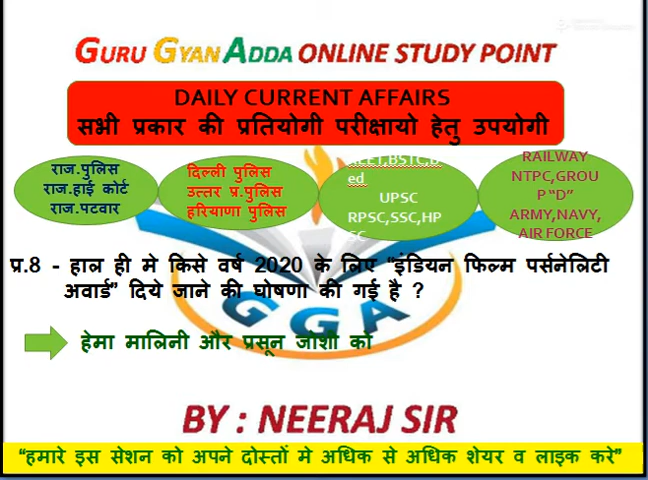 GURU GYAN ADDA ONLINE STUDY POINT
DAILY CURRENT AFFAIRS
सभी प्रकार की प्रतियोगी परीक्षायो हेतु उपयोगी
राज.पुलिस
राज.हाई कोर्ट
राज.पटवार
दिल्ली पुलिस
उत्तर प्र.पुलिस
हरियाणा पुलिस
ed
UPSC
RPSC,SSC,HP
SC
RAILWAY
NTPC,GROU
P “D”
ARMY,NAVY,
AIR FORCE
प्र.8 - हाल ही मे किसे वर्ष 2020 के लिए “इंडियन फिल्म पर्सनेलिटी
अवार्ड” दिये जाने की घोषणा की गई है ?
GGA
हेमा मालिनी और प्रसून जोशी को
BY : NEERAJ SIR
“हमारे इस सेशन को अपने दोस्तों मे अधिक से अधिक शेयर व लाइक करे”